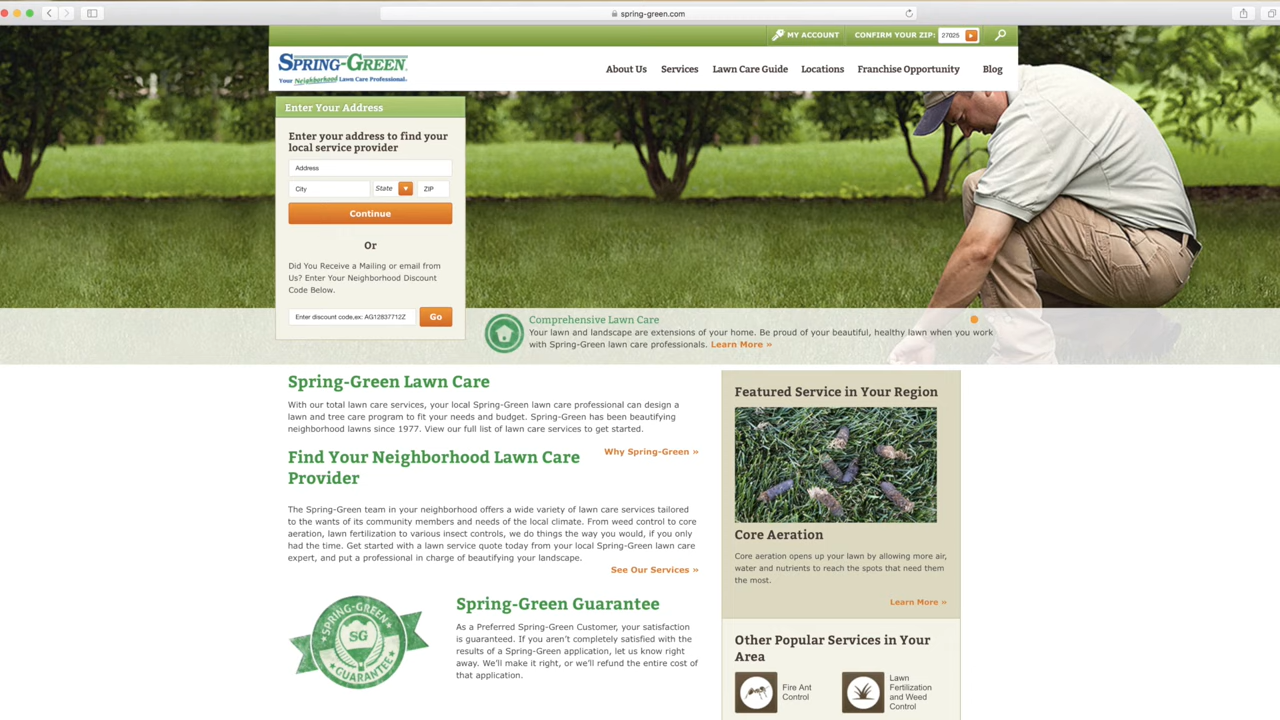 spring-green.com
MY ACCOUNT
CONFIRM YOUR ZIP: 27025
SPRING-GREEN
Your Neighborhood Lawn Care Professional.
About Us Services Lawn Care Guide Locations Franchise Opportunity Blog
Enter Your Address
Enter your address to find your
local service provider
Address
City State ZIP
Continue
Or
Did You Receive a Mailing or email from
Us? Enter Your Neighborhood Discount
Code Below.
Enter discount code,ex: AG12837712Z Go
Comprehensive Lawn Care
Your lawn and landscape are extensions of your home. Be proud of your beautiful, healthy lawn when you work
with Spring-Green lawn care professionals. Learn More »
Spring-Green Lawn Care
With our total lawn care services, your local Spring-Green lawn care professional can design a
lawn and tree care program to fit your needs and budget. Spring-Green has been beautifying
neighborhood lawns since 1977. View our full list of lawn care services to get started.
Why Spring-Green »
Find Your Neighborhood Lawn Care
Provider
The Spring-Green team in your neighborhood offers a wide variety of lawn care services tailored
to the wants of its community members and needs of the local climate. From weed control to core
aeration, lawn fertilization to various insect controls, we do things the way you would, if you only
had the time. Get started with a lawn service quote today from your local Spring-Green lawn care
expert, and put a professional in charge of beautifying your landscape.
See Our Services »
SPRING-GREEN
SG
GUARANTEE
Spring-Green Guarantee
As a Preferred Spring-Green Customer, your satisfaction
is guaranteed. If you aren't completely satisfied with the
results of a Spring-Green application, let us know right
away. We'll make it right, or we'll refund the entire cost of
that application.
Featured Service in Your Region
Core Aeration
Core aeration opens up your lawn by allowing more air,
water and nutrients to reach the spots that need them
the most.
Learn More »
Other Popular Services in Your
Area
Fire Ant
Control
Lawn
Fertilization
and Weed
Control